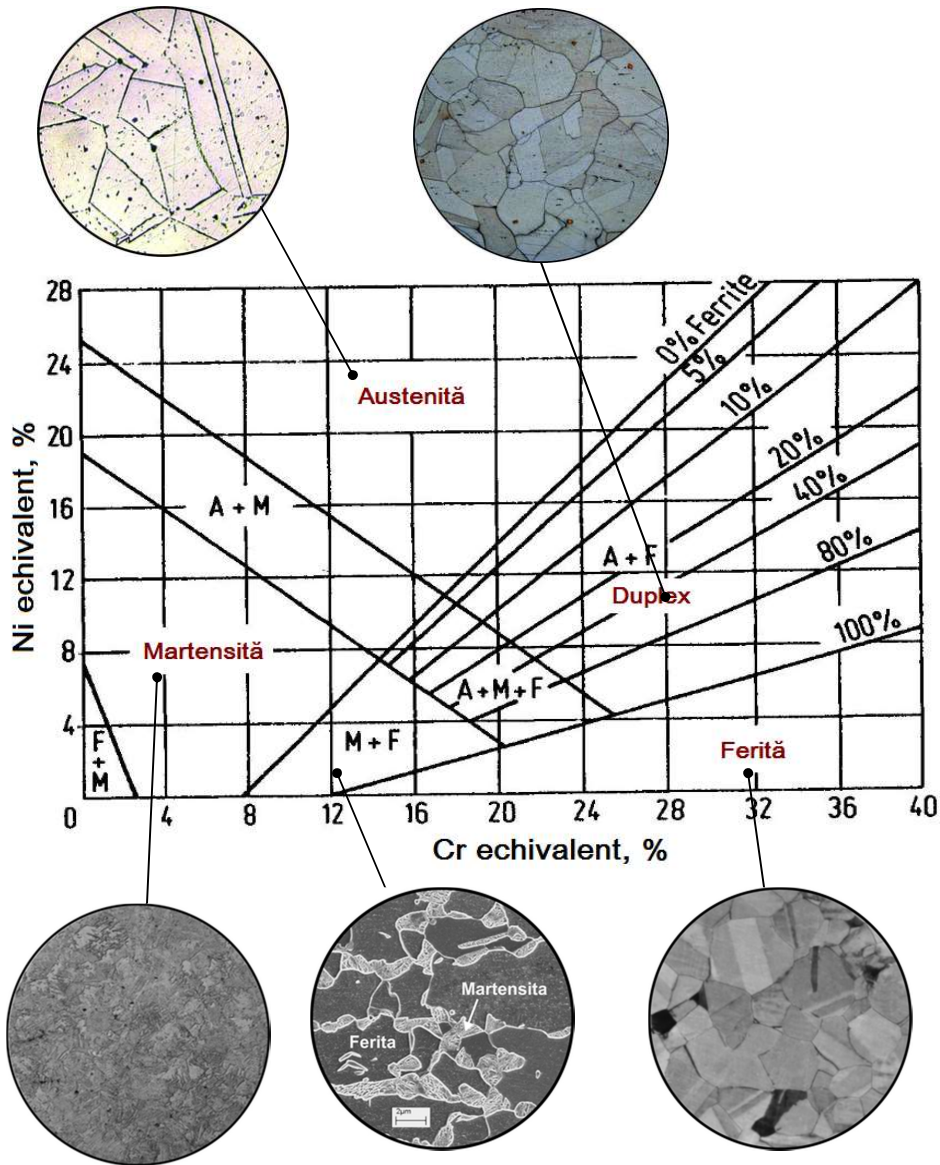 28
24
20
16
12
8
4
Ni echivalent, %
0% Ferrite
5%
10%
20%
40%
80%
100%
Austenită
A + M
A + F
Duplex
Martensită
A+M+F
M + F
F
+
M
Ferită
0
4
8
12
16
20
24
28
32
36
40
Cr echivalent, %
Martensita
Ferita
2μm